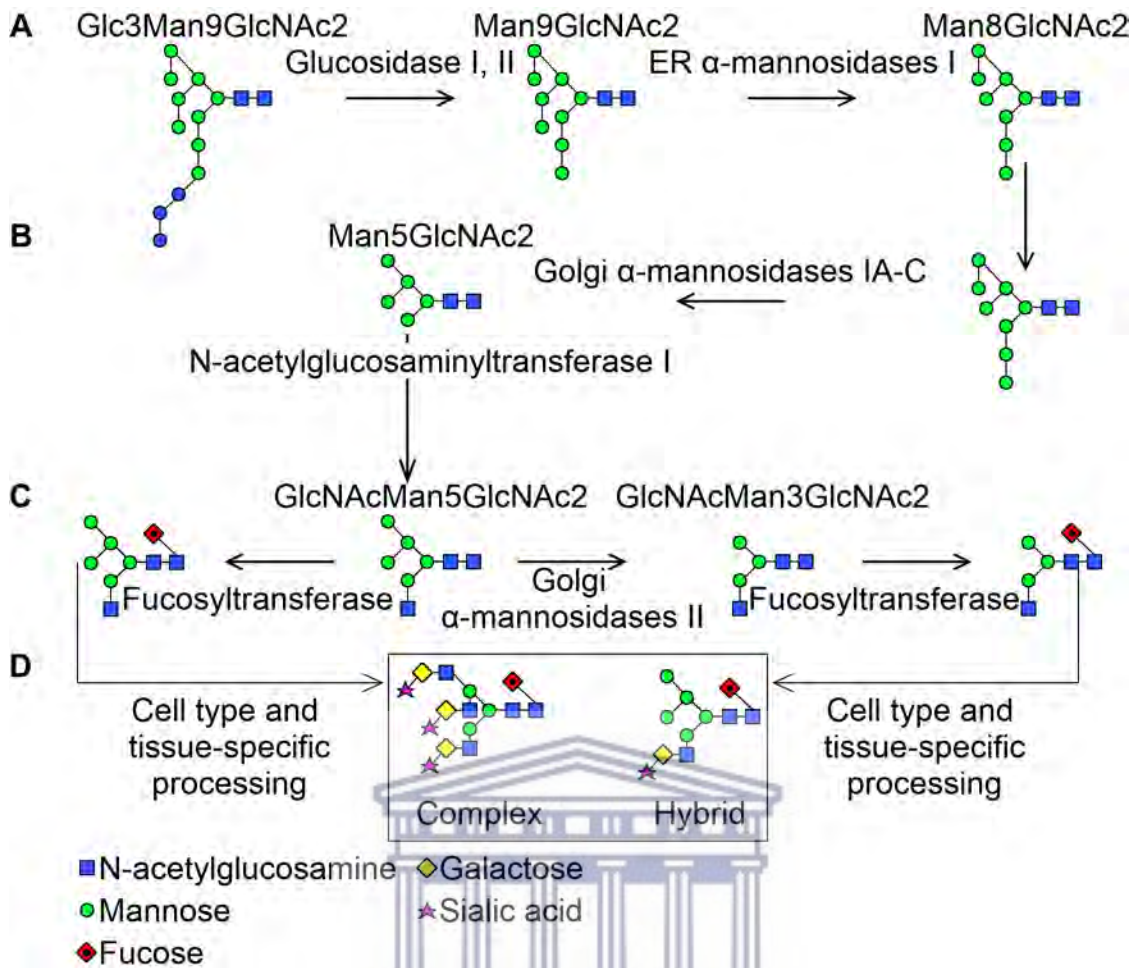 A
Glc3Man9GlcNAc2
Man9GlcNAc2
Man8GlcNAc2
Glucosidase I, II
ER α-mannosidases I
B
Man5GlcNAc2
Golgi α-mannosidases IA-C
N-acetylglucosaminyltransferase I
C
GlcNAcMan5GlcNAc2
GlcNAcMan3GlcNAc2
Fucosyltransferase
Golgi
α-mannosidases II
Fucosyltransferase
D
Cell type and
tissue-specific
processing
Complex
Hybrid
Cell type and
tissue-specific
processing
N-acetylglucosamine
Galactose
Mannose
Sialic acid
Fucose